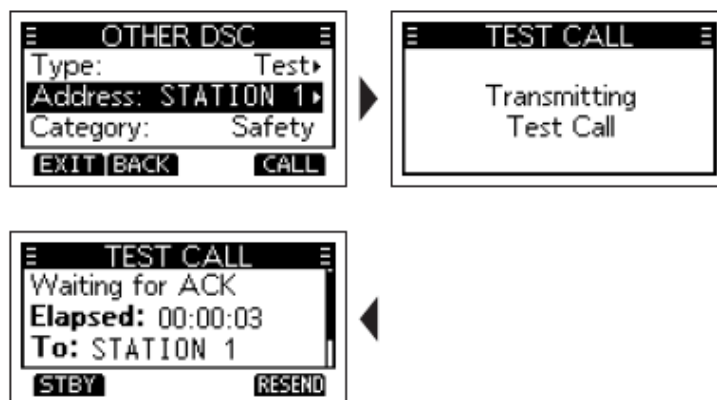 OTHER DSC
Type: Test
Address: STATION 1
Category: Safety
EXIT BACK CALL
TEST CALL
Transmitting
Test Call
TEST CALL
Waiting for ACK
Elapsed: 00:00:03
To: STATION 1
STBY RESEND